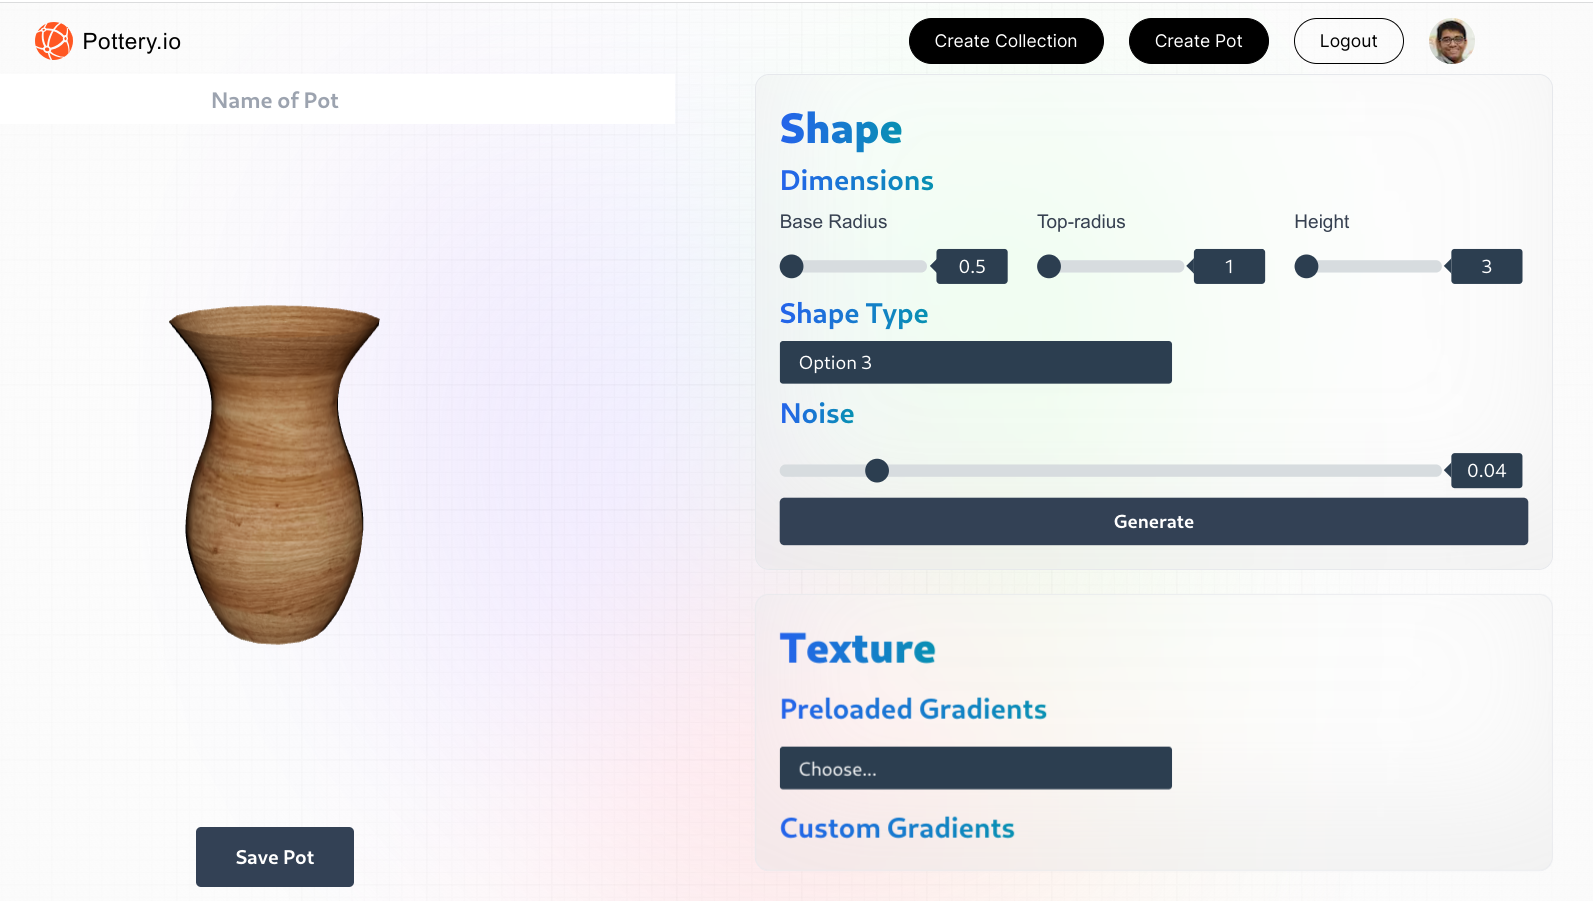 Pottery.io
Create Collection
Create Pot
Logout
Name of Pot
Shape
Dimensions
Base Radius
Top-radius
Height
0.5
1
3
Shape Type
Option 3
Noise
0.04
Generate
Texture
Preloaded Gradients
Choose...
Custom Gradients
Save Pot